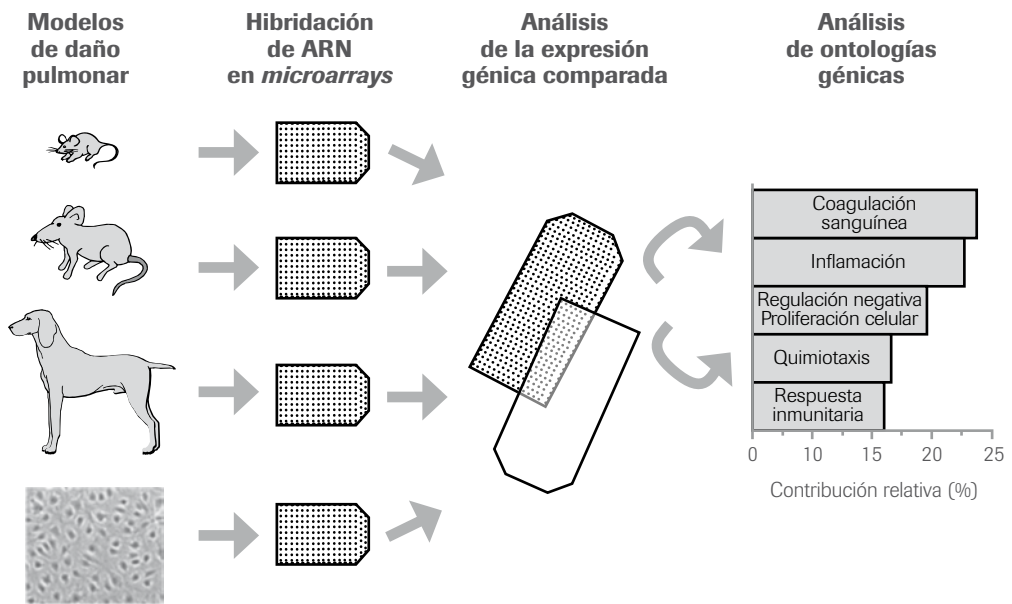 Modelos
de daño
pulmonar
Hibridación
de ARN
en microarrays
Análisis
de la expresión
génica comparada
Análisis
de ontologías
génicas
Coagulación
sanguínea
Inflamación
Regulación negativa
Proliferación celular
Quimiotaxis
Respuesta
inmunitaria
0 10 15 20 25
Contribución relativa (%)